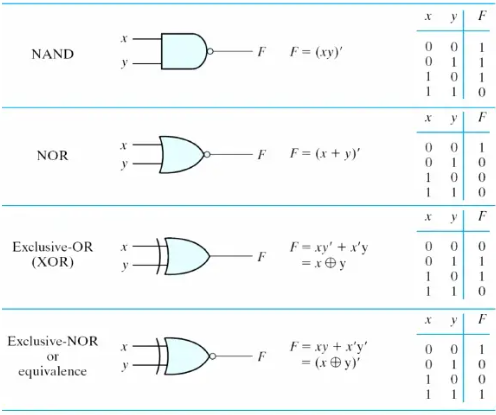 x y F
NAND x y F F = (xy)′ 0 0 1
0 1 1
1 0 1
1 1 0
x y F
NOR x y F F = (x + y)′ 0 0 1
0 1 0
1 0 0
1 1 0
x y F
Exclusive-OR x F = xy′ + x′y 0 0 0
(XOR) y F = x ⊕ y 0 1 1
1 0 1
1 1 0
x y F
Exclusive-NOR x F = xy + x′y′ 0 0 1
or y F = (x ⊕ y)′ 0 1 0
equivalence 1 0 0
1 1 1